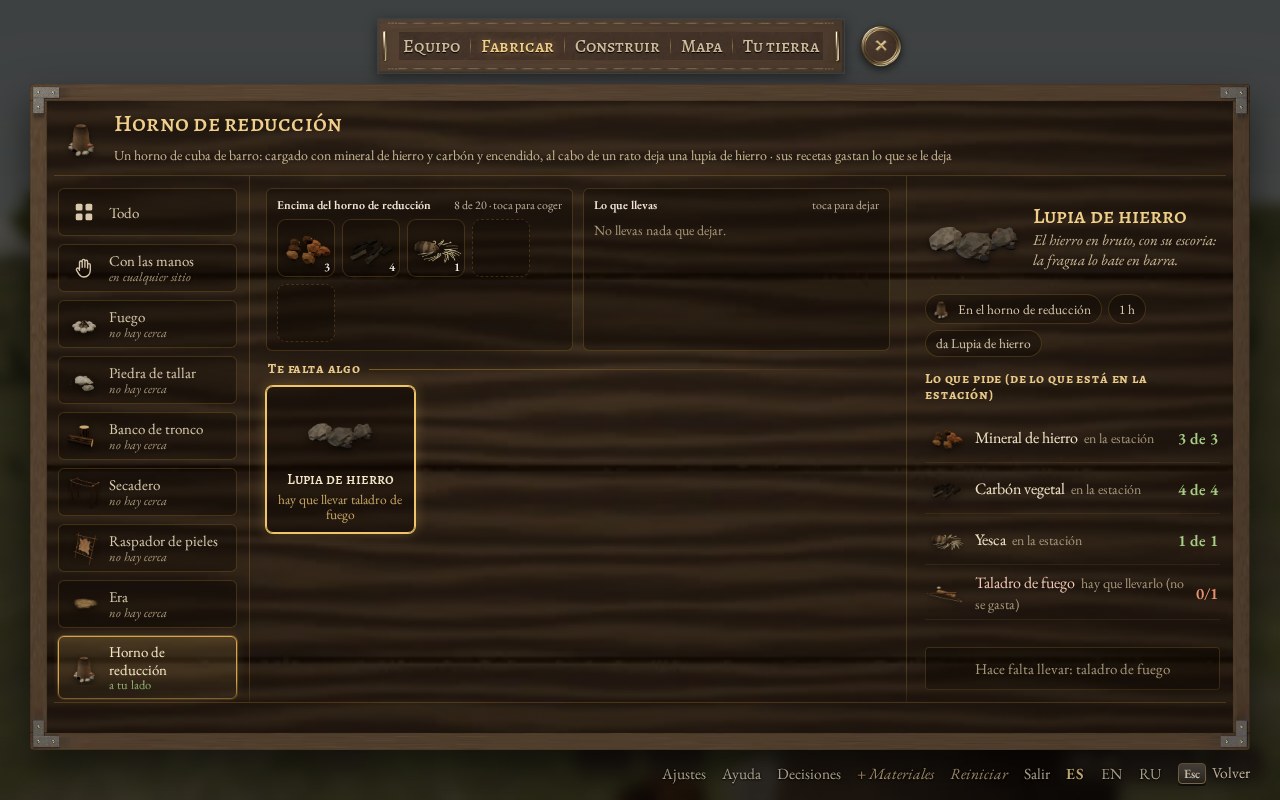 Equipo Fabricar Construir Mapa Tu tierra
Horno de reducción
Un horno de cuba de barro: cargado con mineral de hierro y carbón y encendido, al cabo de un rato deja una lupia de hierro · sus recetas gastan lo que se le deja
Todo
Con las manos
en cualquier sitio
Fuego
no hay cerca
Piedra de tallar
no hay cerca
Banco de tronco
no hay cerca
Secadero
no hay cerca
Raspador de pieles
no hay cerca
Era
no hay cerca
Horno de
reducción
a tu lado
Encima del horno de reducción 8 de 20 · toca para coger
3 4 1
Lo que llevas toca para dejar
No llevas nada que dejar.
Te falta algo
Lupia de hierro
hay que llevar taladro de
fuego
Lupia de hierro
El hierro en bruto, con su escoria:
la fragua lo bate en barra.
En el horno de reducción 1 h
da Lupia de hierro
Lo que pide (de lo que está en la
estación)
Mineral de hierro en la estación 3 de 3
Carbón vegetal en la estación 4 de 4
Yesca en la estación 1 de 1
Taladro de fuego hay que llevarlo (no
se gasta) 0/1
Hace falta llevar: taladro de fuego
Ajustes Ayuda Decisiones + Materiales Reiniciar Salir ES EN RU Esc Volver